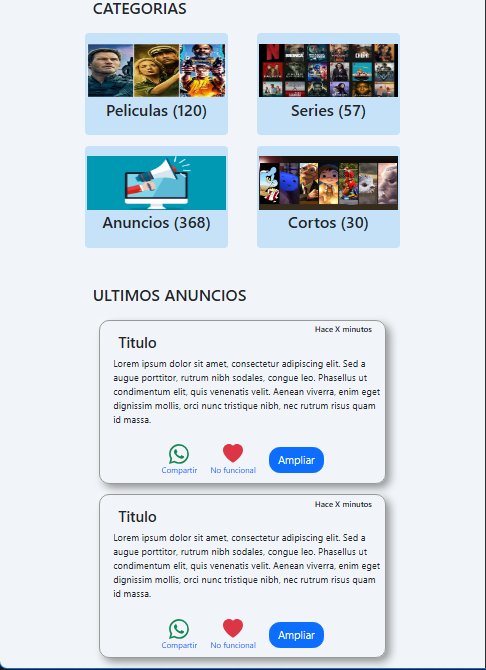 CATEGORIAS
Peliculas (120)
Series (57)
Anuncios (368)
Cortos (30)
ULTIMOS ANUNCIOS
Hace X minutos
Titulo
Lorem ipsum dolor sit amet, consectetur adipiscing elit. Sed a
augue porttitor, rutrum nibh sodales, congue leo. Phasellus ut
condimentum elit, quis venenatis velit. Aenean viverra, enim eget
dignissim mollis, orci nunc tristique nibh, nec rutrum risus quam
id massa.
Compartir
No funcional
Ampliar
Hace X minutos
Titulo
Lorem ipsum dolor sit amet, consectetur adipiscing elit. Sed a
augue porttitor, rutrum nibh sodales, congue leo. Phasellus ut
condimentum elit, quis venenatis velit. Aenean viverra, enim eget
dignissim mollis, orci nunc tristique nibh, nec rutrum risus quam
id massa.
Compartir
No funcional
Ampliar